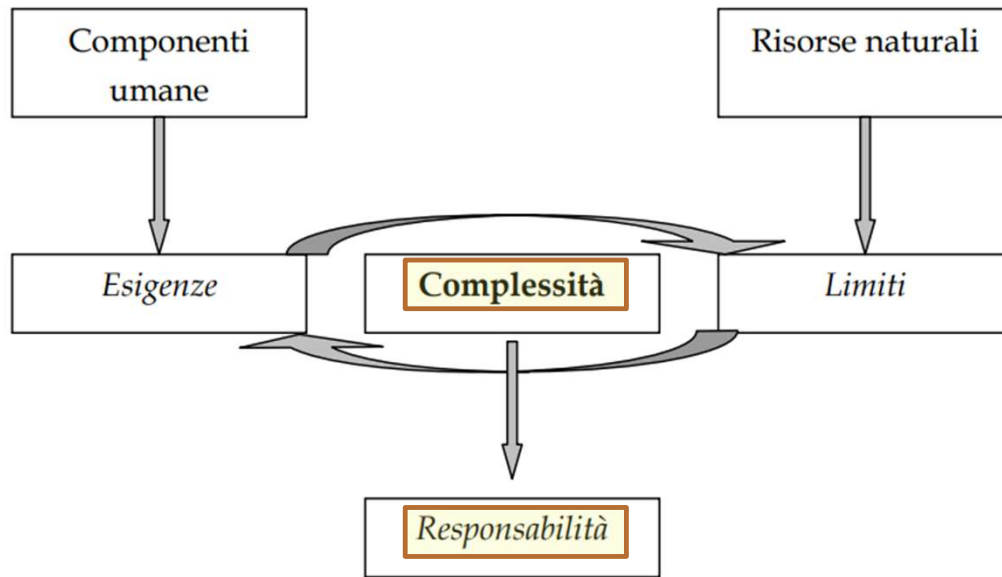 Componenti
umane
Risorse naturali
Esigenze
Complessità
Limiti
Responsabilità